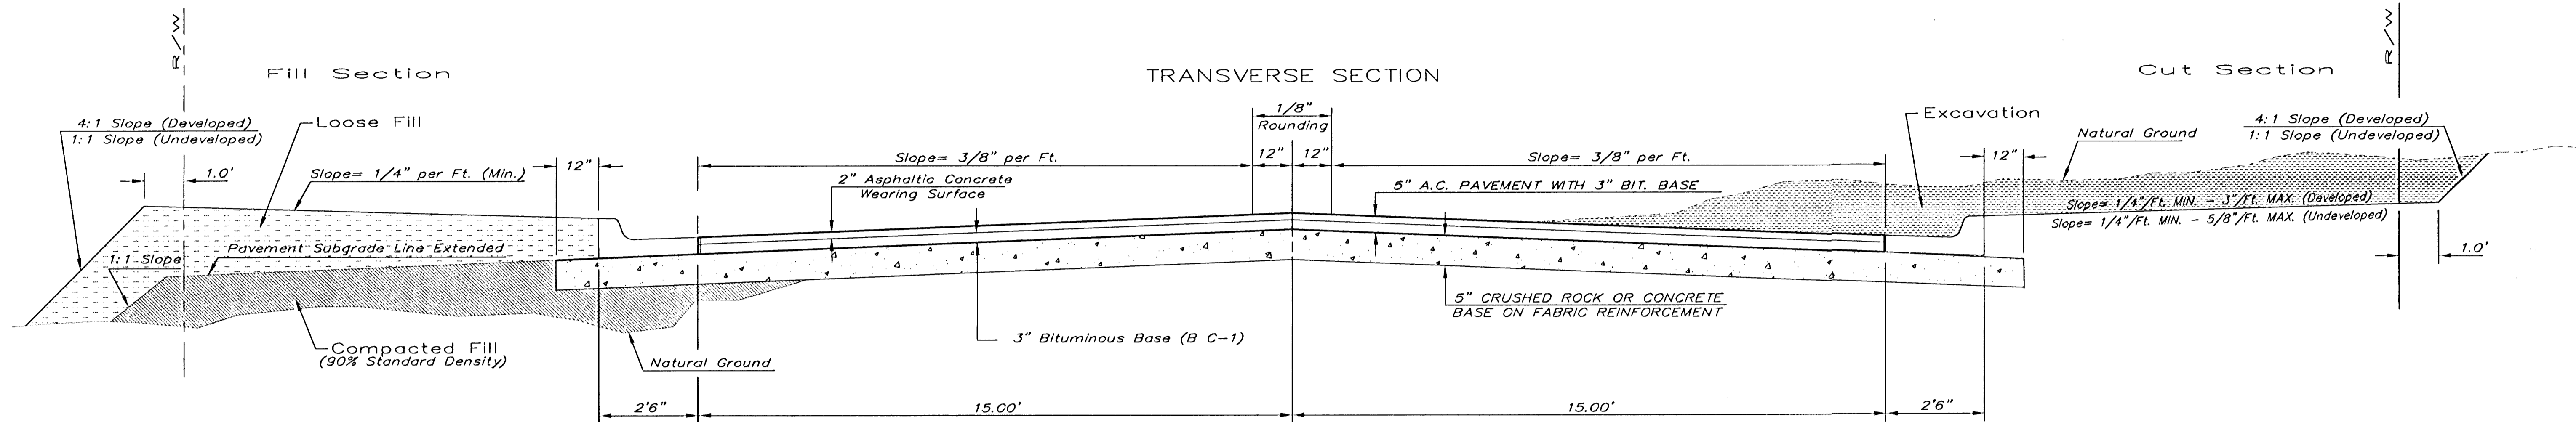 R/W
Fill Section
TRANSVERSE SECTION
Cut Section
R/W
4:1 Slope (Developed)
1:1 Slope (Undeveloped)
Loose Fill
1.0'
Slope= 1/4" per Ft. (Min.)
12"
Slope= 3/8" per Ft.
1/8"
Rounding
12"
12"
Slope= 3/8" per Ft.
Excavation
Natural Ground
4:1 Slope (Developed)
1:1 Slope (Undeveloped)
12"
2" Asphaltic Concrete
Wearing Surface
5" A.C. PAVEMENT WITH 3" BIT. BASE
Slope= 1/4"/Ft. MIN. - 3"/Ft. MAX. (Developed)
Slope= 1/4"/Ft. MIN. - 5/8"/Ft. MAX. (Undeveloped)
1.0'
Pavement Subgrade Line Extended
1:1 Slope
5" CRUSHED ROCK OR CONCRETE
BASE ON FABRIC REINFORCEMENT
3" Bituminous Base (B C-1)
Compacted Fill
(90% Standard Density)
Natural Ground
2'6"
15.00'
15.00'
2'6"